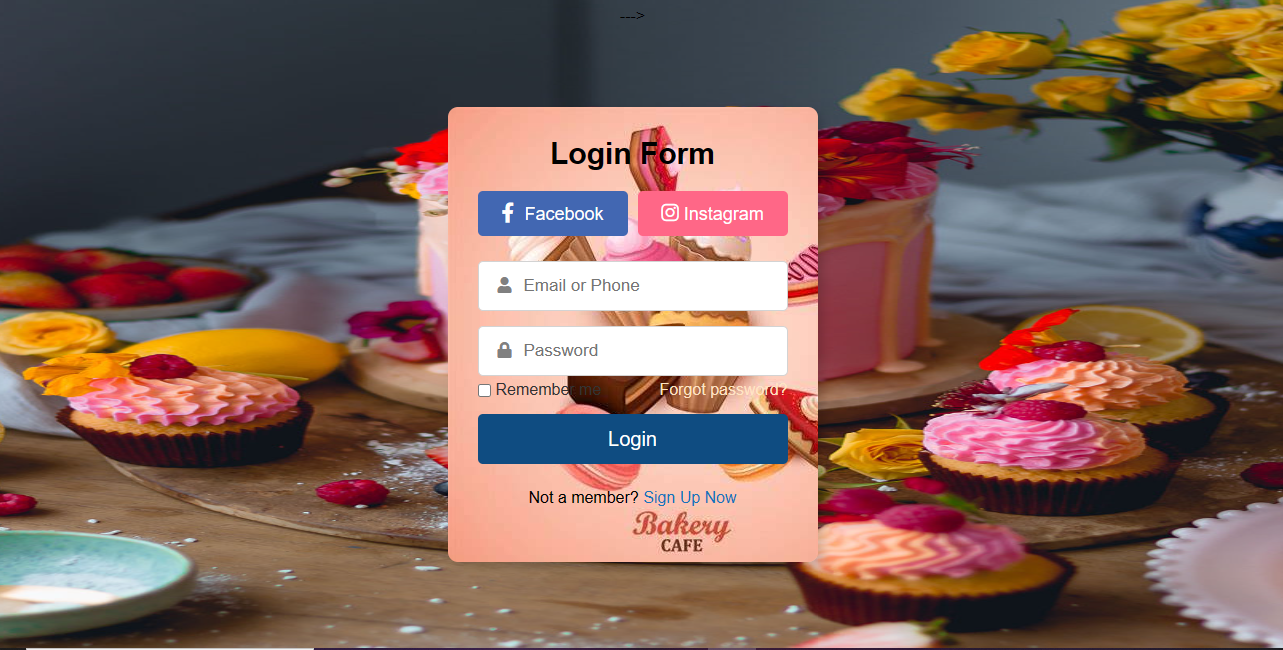 --->
Login Form
Facebook Instagram
Email or Phone
Password
Remember me Forgot password?
Login
Not a member? Sign Up Now
Bakery
CAFE